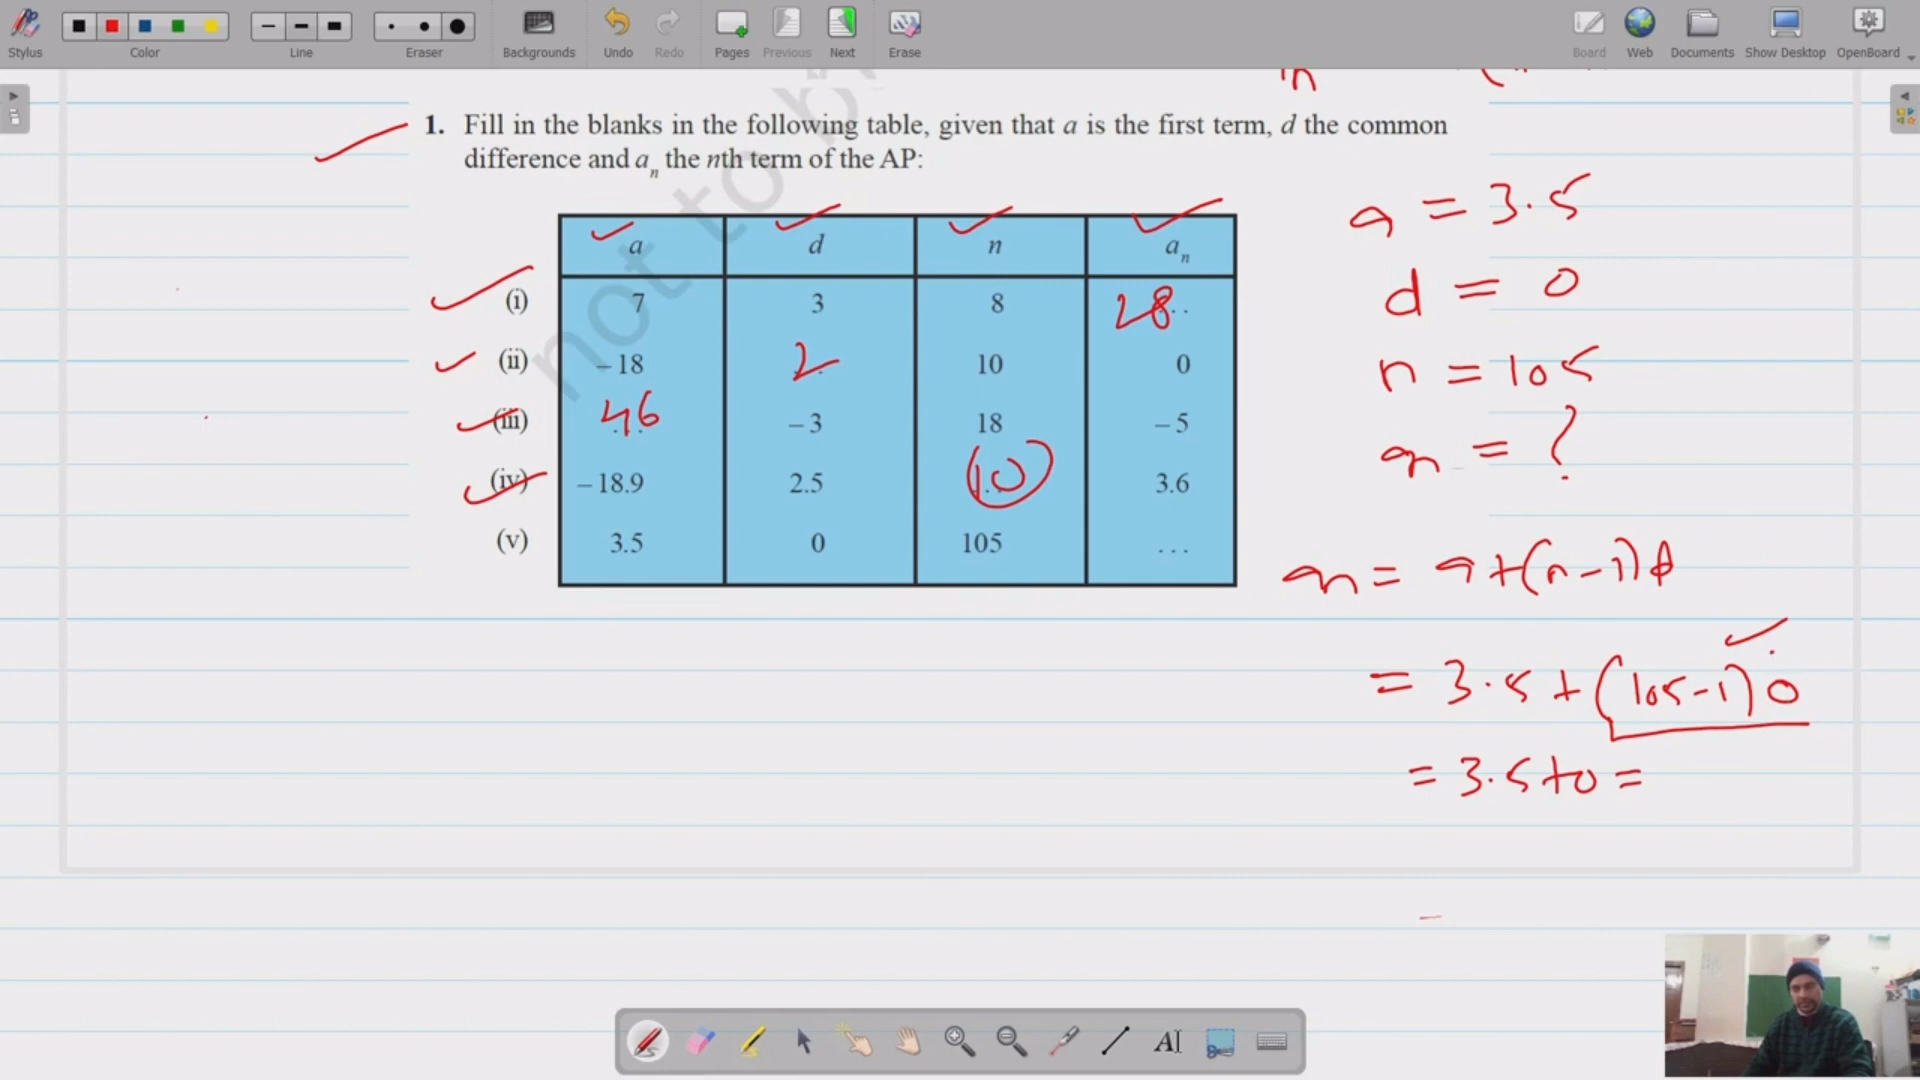 Stylus
Color
Line
Eraser
Backgrounds
Undo
Redo
Pages
Previous
Next
Erase
Board
Web
Documents
Show Desktop
OpenBoard
1. Fill in the blanks in the following table, given that a is the first term, d the common
difference and an the nth term of the AP:
a d n an
(i) 7 3 8 28 . .
(ii) – 18 2 10 0
(iii) 46 – 3 18 – 5
(iv) – 18.9 2.5 10 3.6
(v) 3.5 0 105 . . .
not to b
a = 3.5
d = 0
n = 105
an = ?
an = a+(n-1)d
= 3.5 + (105-1) 0
= 3.5+0 =
AI